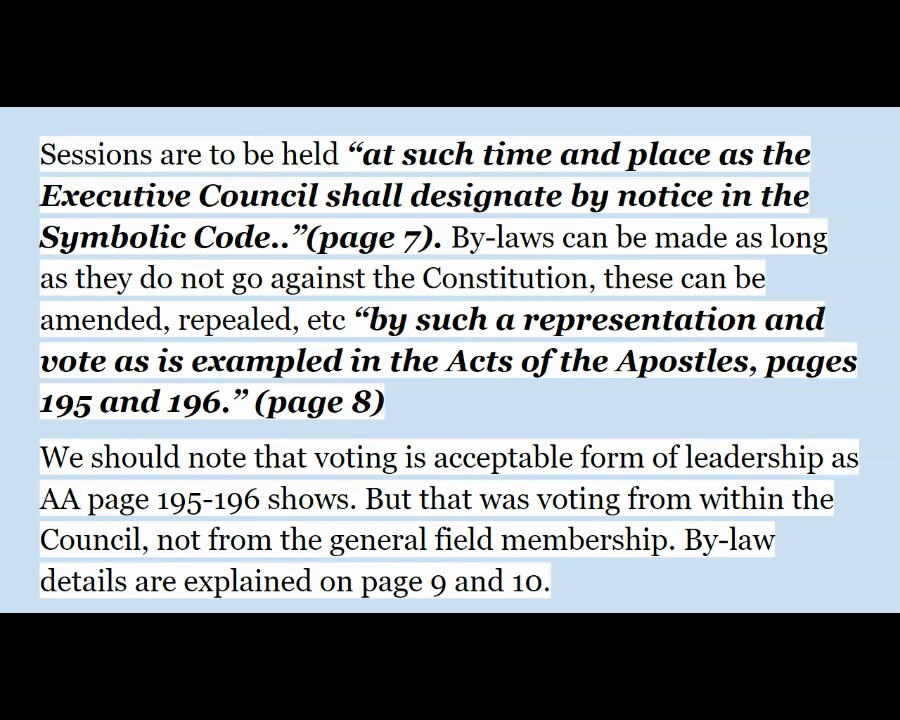 Sessions are to be held “at such time and place as the
Executive Council shall designate by notice in the
Symbolic Code..”(page 7). By-laws can be made as long
as they do not go against the Constitution, these can be
amended, repealed, etc “by such a representation and
vote as is exampled in the Acts of the Apostles, pages
195 and 196.” (page 8)
We should note that voting is acceptable form of leadership as
AA page 195-196 shows. But that was voting from within the
Council, not from the general field membership. By-law
details are explained on page 9 and 10.